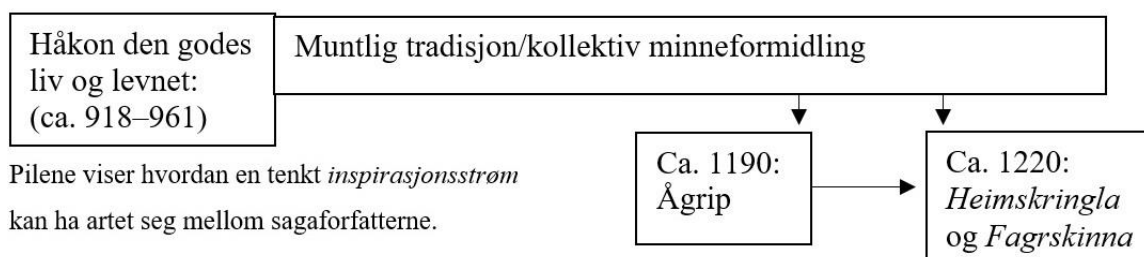 Håkon den godes
liv og levnet:
(ca. 918–961)
Muntlig tradisjon/kollektiv minneformidling
Pilene viser hvordan en tenkt inspirasjonsstrøm
kan ha artet seg mellom sagaforfatterne.
Ca. 1190:
Ågrip
Ca. 1220:
Heimskringla
og Fagrskinna